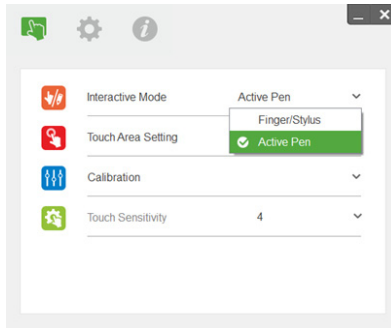 Interactive Mode Active Pen
Finger/Stylus
Touch Area Setting
Active Pen
Calibration
Touch Sensitivity 4